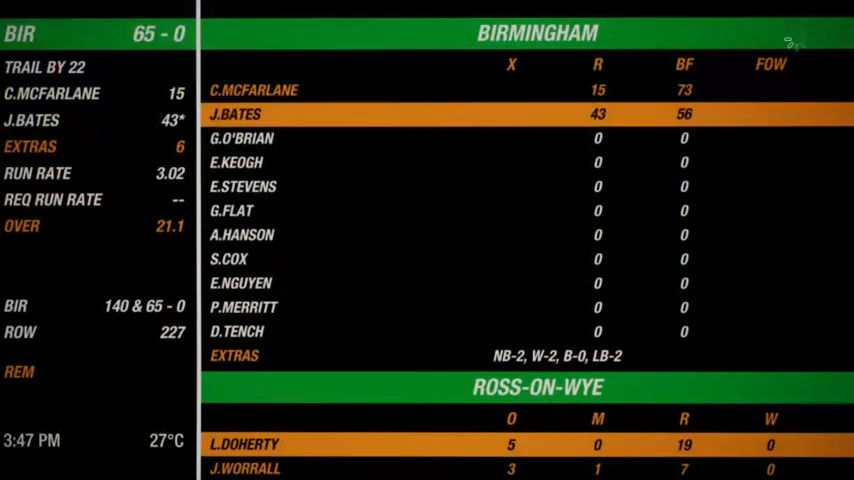 BIR 65 - 0
TRAIL BY 22
C.MCFARLANE 15
J.BATES 43*
EXTRAS 6
RUN RATE 3.02
REQ RUN RATE --
OVER 21.1
BIR 140 & 65 - 0
ROW 227
REM
3:47 PM 27°C
BIRMINGHAM
X R BF FOW
C.MCFARLANE 15 73
J.BATES 43 56
G.O'BRIAN 0 0
E.KEOGH 0 0
E.STEVENS 0 0
G.FLAT 0 0
A.HANSON 0 0
S.COX 0 0
E.NGUYEN 0 0
P.MERRITT 0 0
D.TENCH 0 0
EXTRAS NB-2, W-2, B-0, LB-2
ROSS-ON-WYE
O M R W
L.DOHERTY 5 0 19 0
J.WORRALL 3 1 7 0